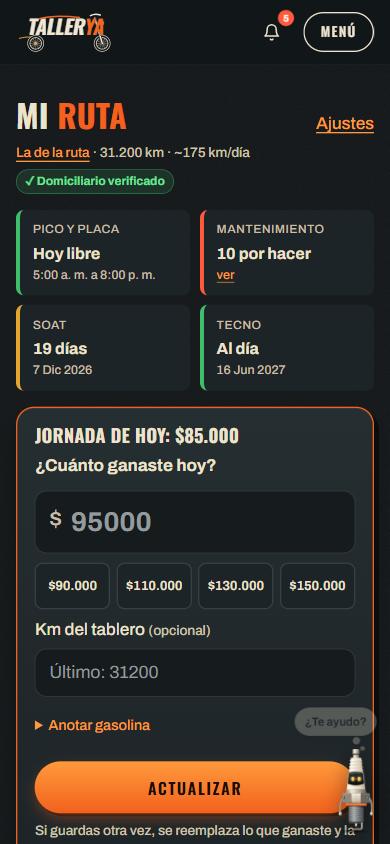 TALLERYA
5
MENÚ
MI RUTA
Ajustes
La de la ruta · 31.200 km · ~175 km/día
✓ Domiciliario verificado
PICO Y PLACA
Hoy libre
5:00 a. m. a 8:00 p. m.
MANTENIMIENTO
10 por hacer
ver
SOAT
19 días
7 Dic 2026
TECNO
Al día
16 Jun 2027
JORNADA DE HOY: $85.000
¿Cuánto ganaste hoy?
$ 95000
$90.000 $110.000 $130.000 $150.000
Km del tablero (opcional)
Último: 31200
▶ Anotar gasolina
¿Te ayudo?
ACTUALIZAR
Si guardas otra vez, se reemplaza lo que ganaste y la